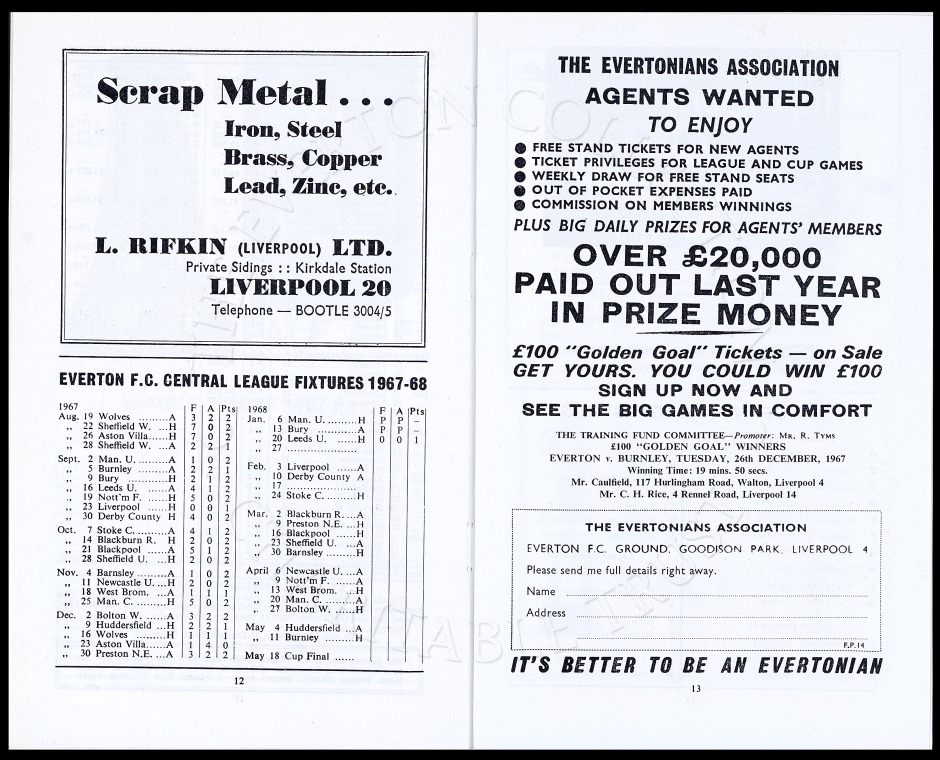 Scrap Metal . . .
Iron, Steel
Brass, Copper
Lead, Zinc, etc.
L. RIFKIN (LIVERPOOL) LTD.
Private Sidings : : Kirkdale Station
LIVERPOOL 20
Telephone — BOOTLE 3004/5
EVERTON F.C. CENTRAL LEAGUE FIXTURES 1967-68
1967 F A Pts
Aug. 19 Wolves ........A 3 2 2
,, 22 Sheffield W. ...H 7 0 2
,, 26 Aston Villa......H 7 0 2
,, 28 Sheffield W. ...A 2 2 1
Sept. 2 Man. U. .........A 1 0 2
,, 5 Burnley .........A 2 2 1
,, 9 Bury ............H 2 1 2
,, 16 Leeds U. .......A 4 1 2
,, 19 Nott'm F. ......H 5 0 2
,, 23 Liverpool ......H 0 0 1
,, 30 Derby County H 4 0 2
Oct. 7 Stoke C. .........A 4 1 2
,, 14 Blackburn R. H 2 0 2
,, 21 Blackpool ......A 5 1 2
,, 28 Sheffield U. ...H 2 0 2
Nov. 4 Barnsley .........A 1 0 2
,, 11 Newcastle U. ...H 2 0 2
,, 18 West Brom. ...A 1 1 1
,, 25 Man. C. .........H 5 0 2
Dec. 2 Bolton W. ......A 3 2 2
,, 9 Huddersfield ...H 2 2 1
,, 16 Wolves .........H 1 1 1
,, 23 Aston Villa......A 1 4 0
,, 30 Preston N.E. ...A 3 2 2
1968 F A Pts
Jan. 6 Man. U. .........H P P –
,, 13 Bury ............A P P –
,, 20 Leeds U. .......H 0 0 1
,, 27 .....................
Feb. 3 Liverpool ......A
,, 10 Derby County A
,, 17 .....................
,, 24 Stoke C. .........H
Mar. 2 Blackburn R. ...A
,, 9 Preston N.E. ...H
,, 16 Blackpool ......H
,, 23 Sheffield U. ...A
,, 30 Barnsley .........H
April 6 Newcastle U. ...A
,, 9 Nott'm F. ......A
,, 13 West Brom. ...H
,, 20 Man. C. .........A
,, 27 Bolton W. ......H
May 4 Huddersfield ...A
,, 11 Burnley .........H
May 18 Cup Final ......
12
THE EVERTONIANS ASSOCIATION
AGENTS WANTED
TO ENJOY
● FREE STAND TICKETS FOR NEW AGENTS
● TICKET PRIVILEGES FOR LEAGUE AND CUP GAMES
● WEEKLY DRAW FOR FREE STAND SEATS
● OUT OF POCKET EXPENSES PAID
● COMMISSION ON MEMBERS WINNINGS
PLUS BIG DAILY PRIZES FOR AGENTS' MEMBERS
OVER £20,000
PAID OUT LAST YEAR
IN PRIZE MONEY
£100 "Golden Goal" Tickets — on Sale
GET YOURS. YOU COULD WIN £100
SIGN UP NOW AND
SEE THE BIG GAMES IN COMFORT
THE TRAINING FUND COMMITTEE—Promoter: MR. R. TYMS
£100 "GOLDEN GOAL" WINNERS
EVERTON v. BURNLEY, TUESDAY, 26th DECEMBER, 1967
Winning Time: 19 mins. 50 secs.
Mr. Caulfield, 117 Hurlingham Road, Walton, Liverpool 4
Mr. C. H. Rice, 4 Rennel Road, Liverpool 14
THE EVERTONIANS ASSOCIATION
EVERTON F.C. GROUND, GOODISON PARK, LIVERPOOL 4
Please send me full details right away.
Name
Address
F.P.14
IT'S BETTER TO BE AN EVERTONIAN
13